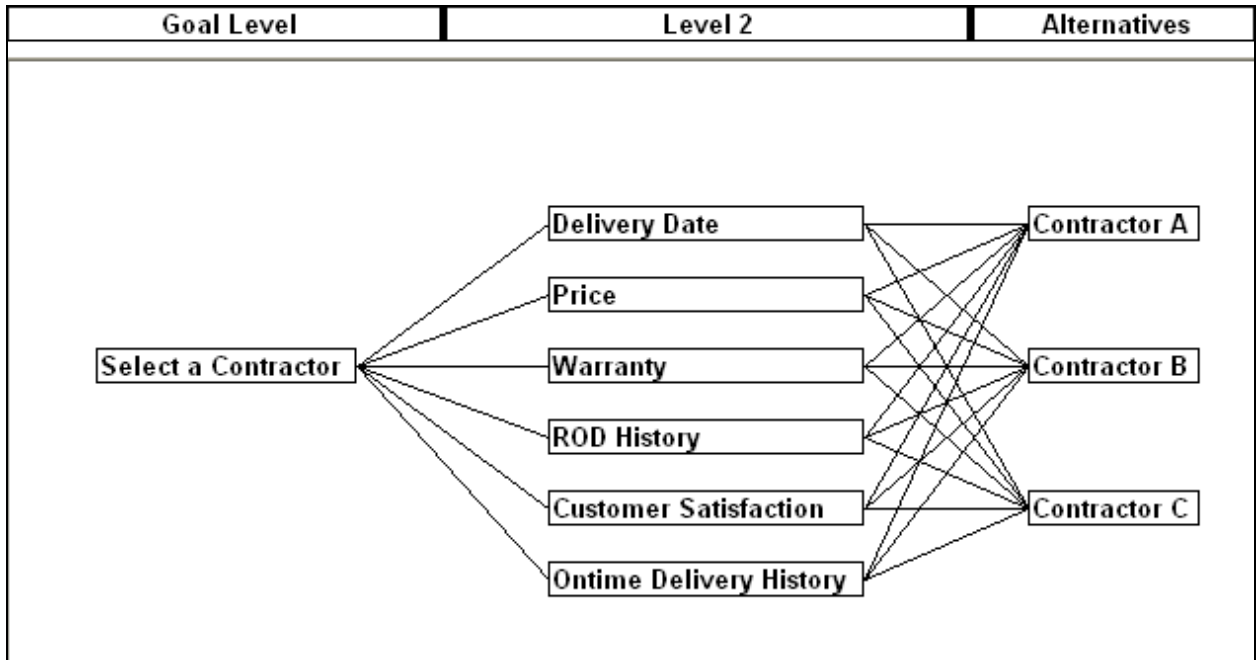 Goal Level
Level 2
Alternatives
Delivery Date
Contractor A
Price
Select a Contractor
Warranty
Contractor B
ROD History
Customer Satisfaction
Contractor C
Ontime Delivery History